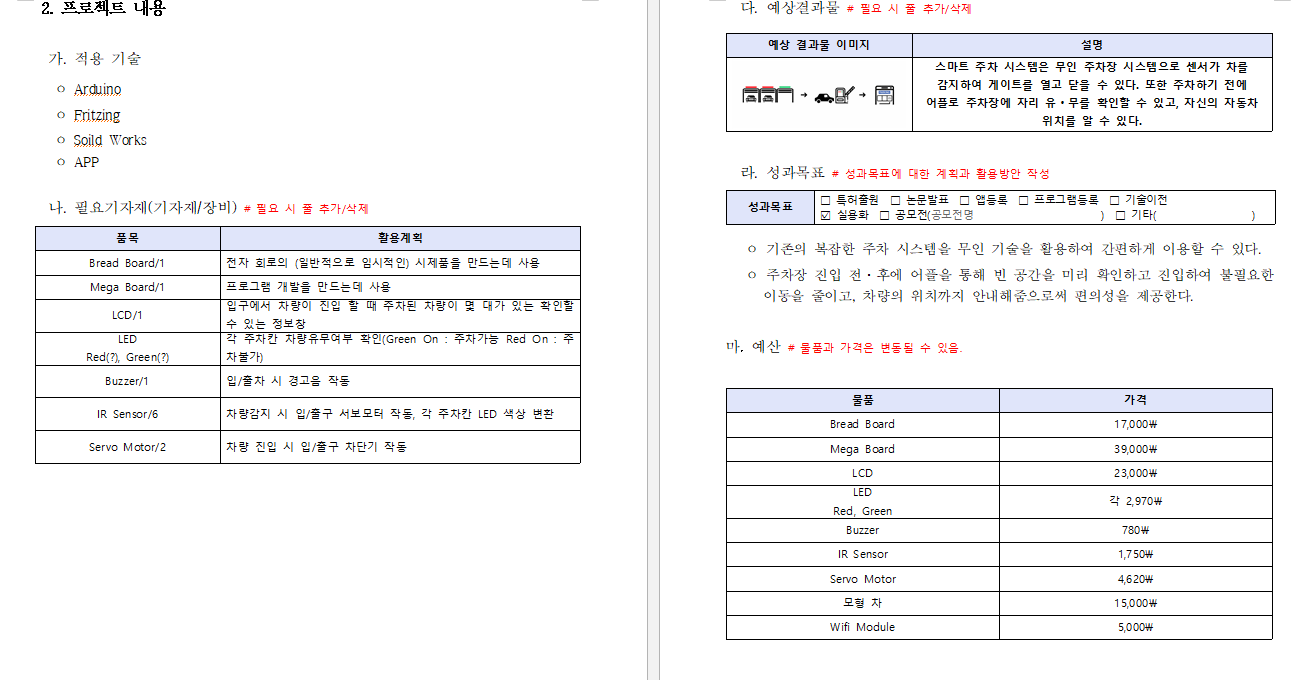 2. 프로젝트 내용
가. 적용 기술
○ Arduino
○ Fritzing
○ Soild Works
○ APP
나. 필요기자재(기자재/장비) # 필요 시 풀 추가/삭제
품목 활용계획
Bread Board/1 전자 회로의 (일반적으로 임시적인) 시제품을 만드는데 사용
Mega Board/1 프로그램 개발을 만드는데 사용
LCD/1 입구에서 차량이 진입 할 때 주차된 차량이 몇 대가 있는 확인할
수 있는 정보창
LED 각 주차칸 차량유무여부 확인(Green On : 주차가능 Red On : 주
Red(?), Green(?) 차불가)
Buzzer/1 입/출차 시 경고음 작동
IR Sensor/6 차량감지 시 입/출구 서보모터 작동, 각 주차칸 LED 색상 변환
Servo Motor/2 차량 진입 시 입/출구 차단기 작동
다. 예상결과물 # 필요 시 풀 추가/삭제
예상 결과물 이미지 설명
스마트 주차 시스템은 무인 주차장 시스템으로 센서가 차를
감지하여 게이트를 열고 닫을 수 있다. 또한 주차하기 전에
어플로 주차장에 자리 유·무를 확인할 수 있고, 자신의 자동차
위치를 알 수 있다.
라. 성과목표 # 성과목표에 대한 계획과 활용방안 작성
성과목표 □ 특허출원 □ 논문발표 □ 앱등록 □ 프로그램등록 □ 기술이전
☑ 실용화 □ 공모전(공모전명 ) □ 기타( )
○ 기존의 복잡한 주차 시스템을 무인 기술을 활용하여 간편하게 이용할 수 있다.
○ 주차장 진입 전·후에 어플을 통해 빈 공간을 미리 확인하고 진입하여 불필요한
이동을 줄이고, 차량의 위치까지 안내해줌으로써 편의성을 제공한다.
마. 예산 # 물품과 가격은 변동될 수 있음.
물품 가격
Bread Board 17,000₩
Mega Board 39,000₩
LCD 23,000₩
LED
Red, Green 각 2,970₩
Buzzer 780₩
IR Sensor 1,750₩
Servo Motor 4,620₩
모형 차 15,000₩
Wifi Module 5,000₩